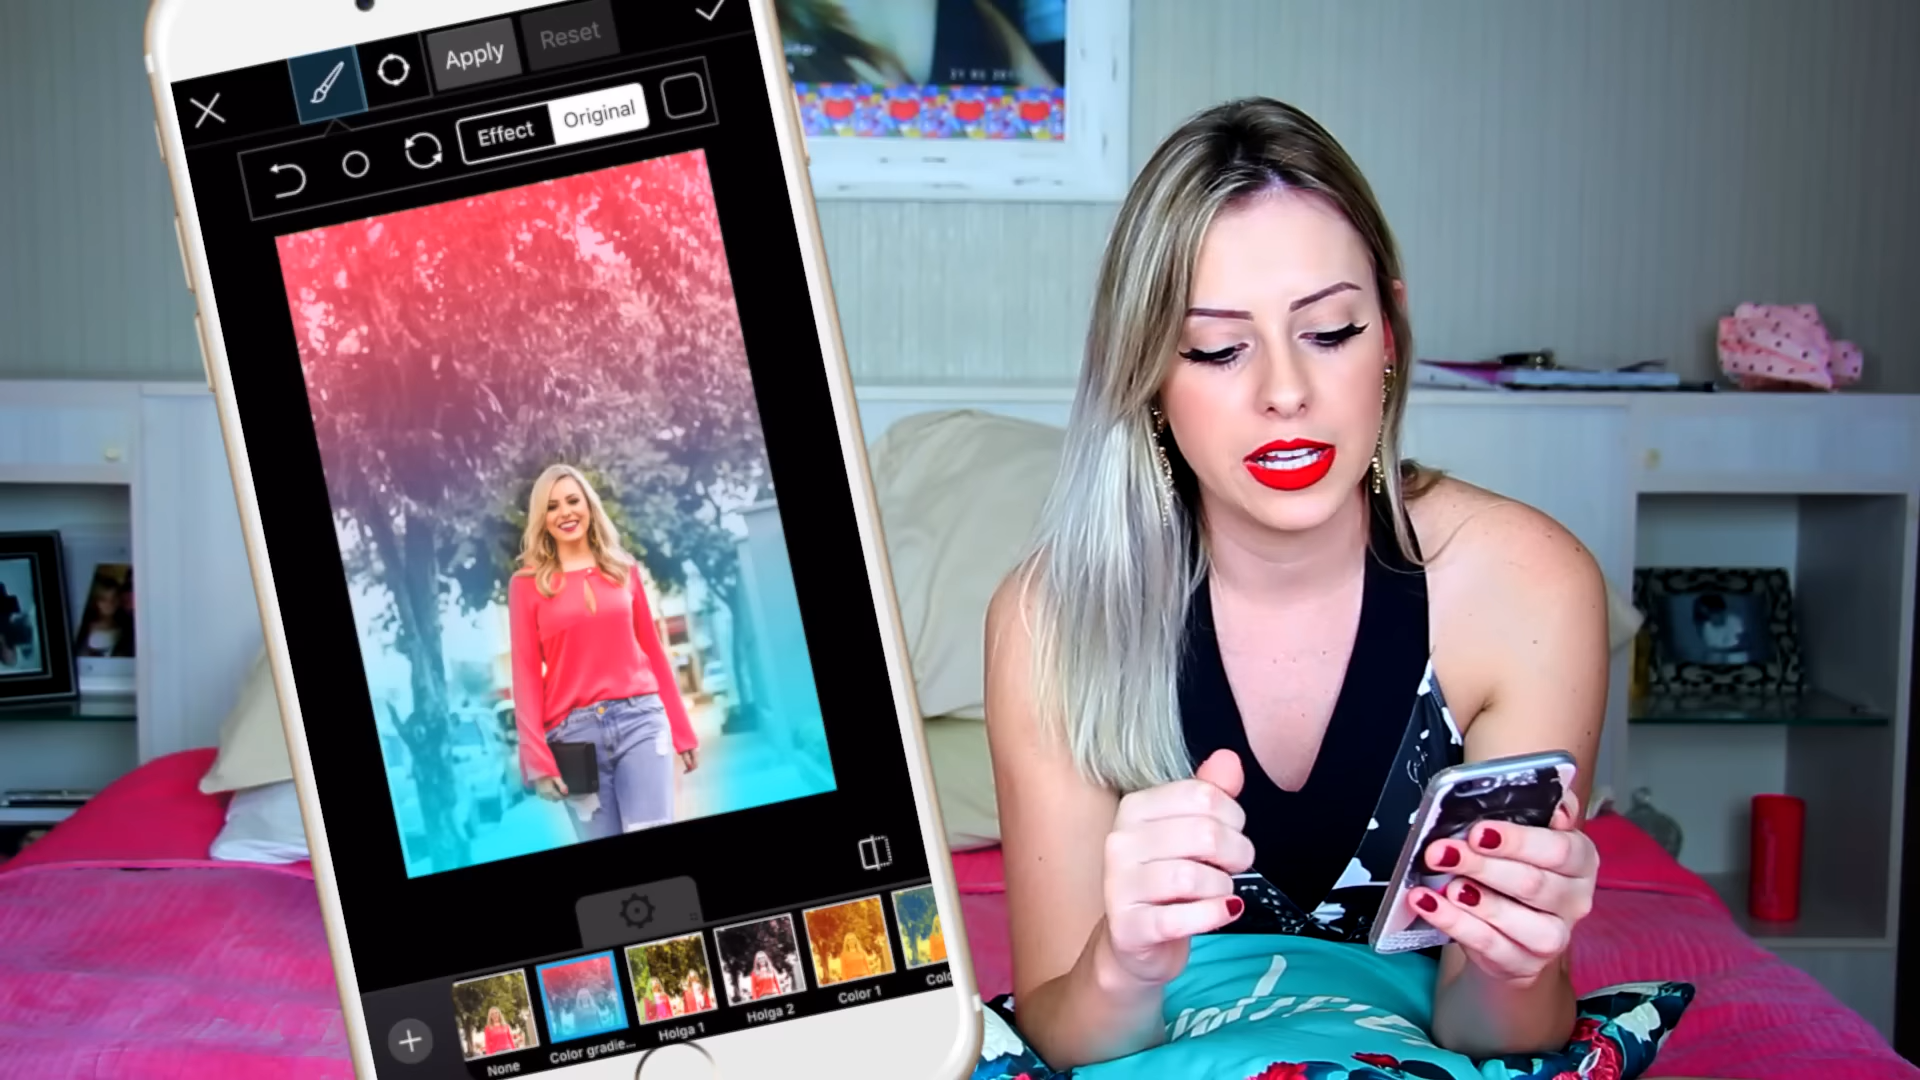 Apply
Reset
Effect
Original
None
Color gradie...
Holga 1
Holga 2
Color 1